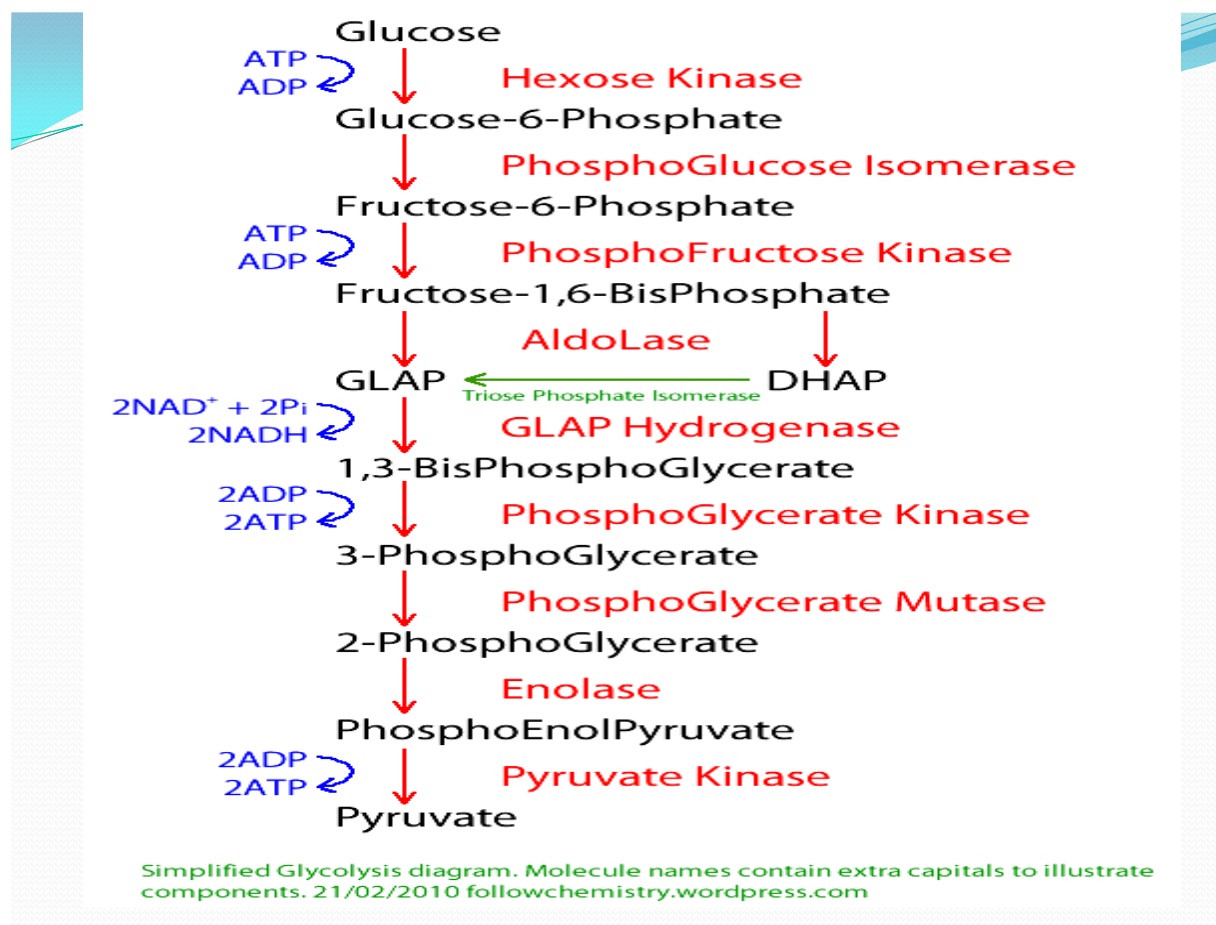 Glucose
ATP
ADP
Hexose Kinase
Glucose-6-Phosphate
PhosphoGlucose Isomerase
Fructose-6-Phosphate
ATP
ADP
PhosphoFructose Kinase
Fructose-1,6-BisPhosphate
AldoLase
GLAP
DHAP
Triose Phosphate Isomerase
2NAD⁺ + 2Pi
2NADH
GLAP Hydrogenase
1,3-BisPhosphoGlycerate
2ADP
2ATP
PhosphoGlycerate Kinase
3-PhosphoGlycerate
PhosphoGlycerate Mutase
2-PhosphoGlycerate
Enolase
PhosphoEnolPyruvate
2ADP
2ATP
Pyruvate Kinase
Pyruvate
Simplified Glycolysis diagram. Molecule names contain extra capitals to illustrate
components. 21/02/2010 followchemistry.wordpress.com